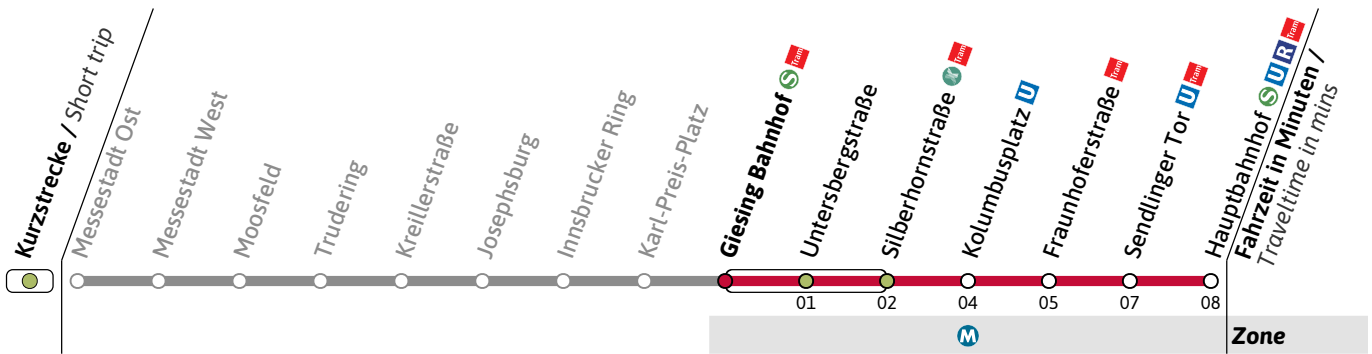 Kurzstrecke / Short trip
Messestadt Ost
Messestadt West
Moosfeld
Trudering
Kreillerstraße
Josephsburg
Innsbrucker Ring
Karl-Preis-Platz
Giesing Bahnhof S Tram
Untersbergstraße
Silberhornstraße X Tram
Kolumbusplatz U
Fraunhoferstraße Tram
Sendlinger Tor U Tram
Hauptbahnhof S U R Tram
Fahrzeit in Minuten /
Traveltime in mins
01 02 04 05 07 08
M Zone